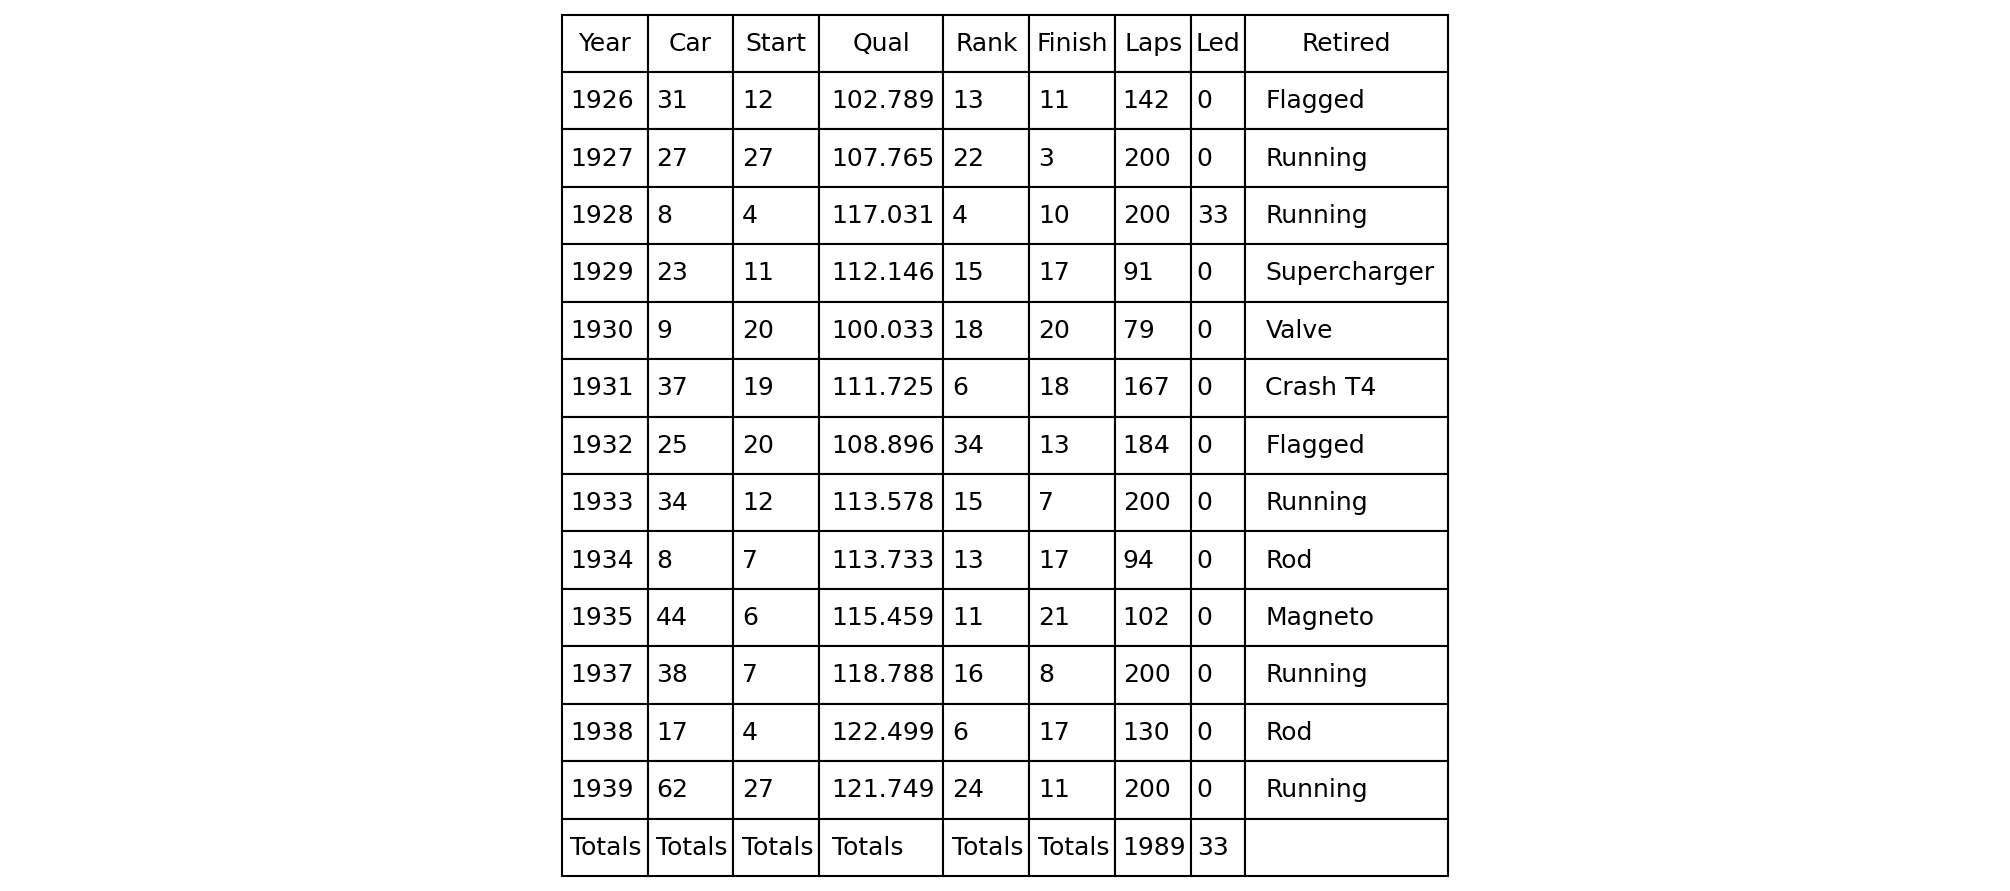 Year Car Start Qual Rank Finish Laps Led Retired
1926 31 12 102.789 13 11 142 0 Flagged
1927 27 27 107.765 22 3 200 0 Running
1928 8 4 117.031 4 10 200 33 Running
1929 23 11 112.146 15 17 91 0 Supercharger
1930 9 20 100.033 18 20 79 0 Valve
1931 37 19 111.725 6 18 167 0 Crash T4
1932 25 20 108.896 34 13 184 0 Flagged
1933 34 12 113.578 15 7 200 0 Running
1934 8 7 113.733 13 17 94 0 Rod
1935 44 6 115.459 11 21 102 0 Magneto
1937 38 7 118.788 16 8 200 0 Running
1938 17 4 122.499 6 17 130 0 Rod
1939 62 27 121.749 24 11 200 0 Running
Totals Totals Totals Totals Totals Totals 1989 33